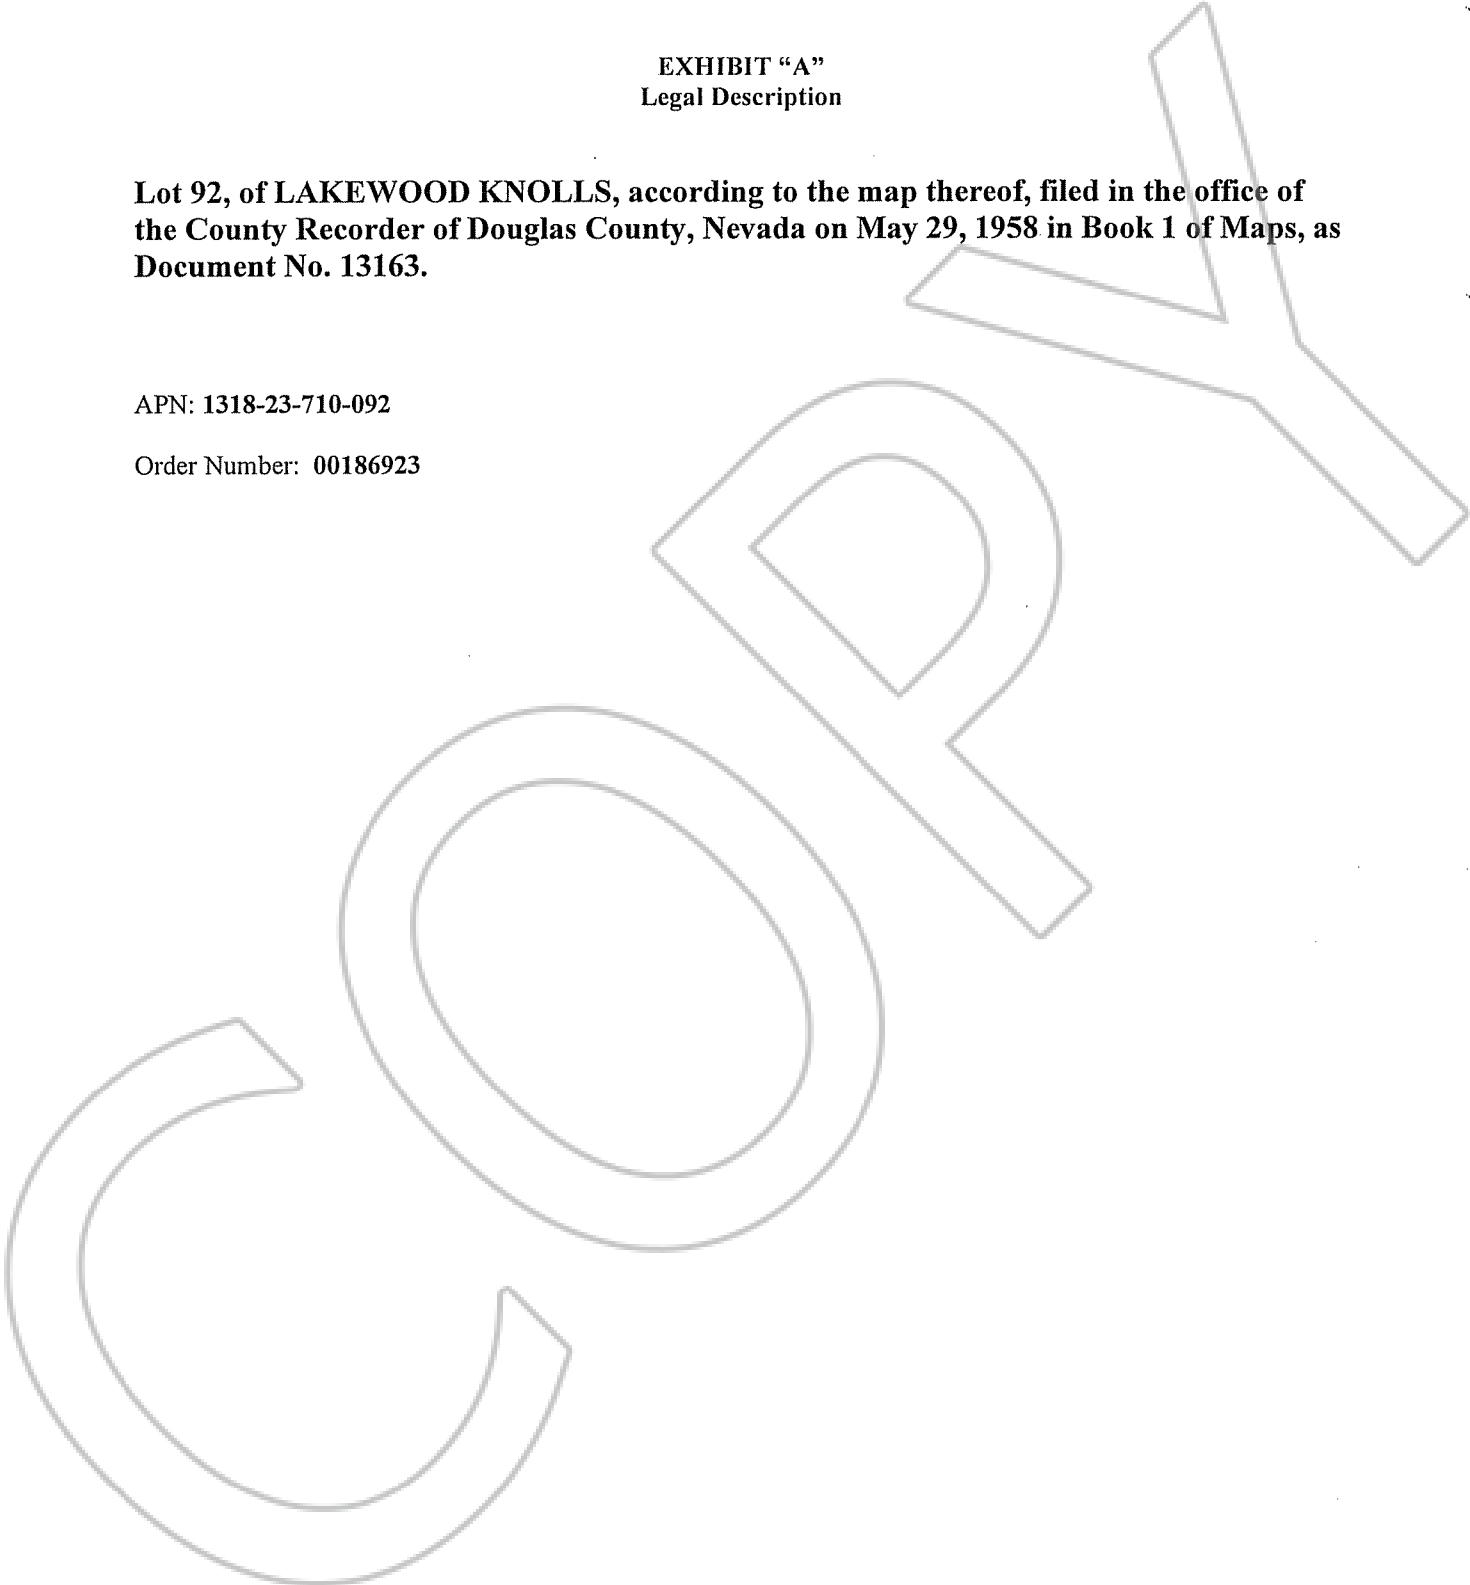 EXHIBIT “A”
Legal Description
Lot 92, of LAKEWOOD KNOLLS, according to the map thereof, filed in the office of
the County Recorder of Douglas County, Nevada on May 29, 1958 in Book 1 of Maps, as
Document No. 13163.
APN: 1318-23-710-092
Order Number: 00186923
COPY